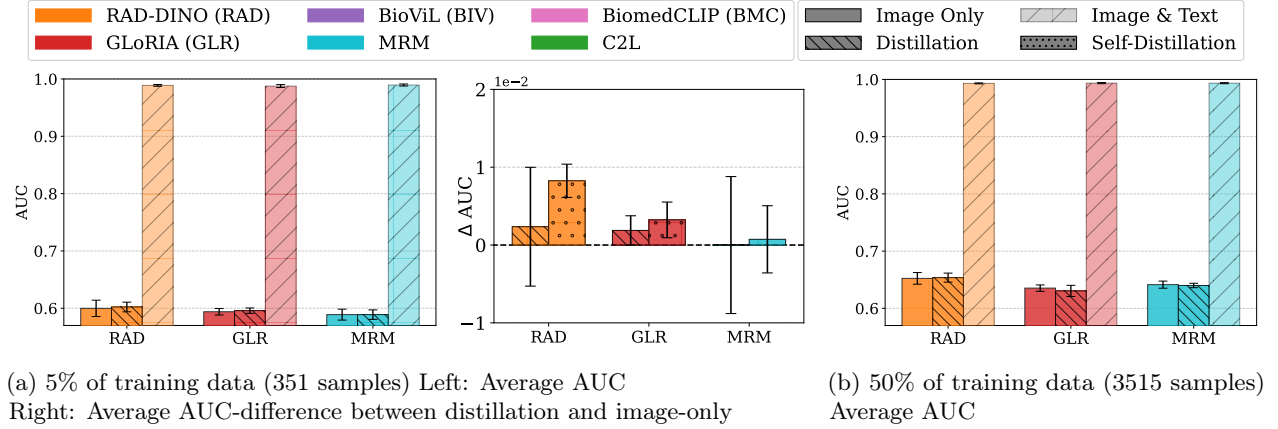 RAD-DINO (RAD) BioViL (BIV) BiomedCLIP (BMC) Image Only Image & Text
GLoRIA (GLR) MRM C2L Distillation Self-Distillation
1.0
0.9
0.8
0.7
0.6
AUC
RAD GLR MRM
1e−2
2
1
0
−1
Δ AUC
RAD GLR MRM
1.0
0.9
0.8
0.7
0.6
AUC
RAD GLR MRM
(a) 5% of training data (351 samples) Left: Average AUC
Right: Average AUC-difference between distillation and image-only
(b) 50% of training data (3515 samples)
Average AUC